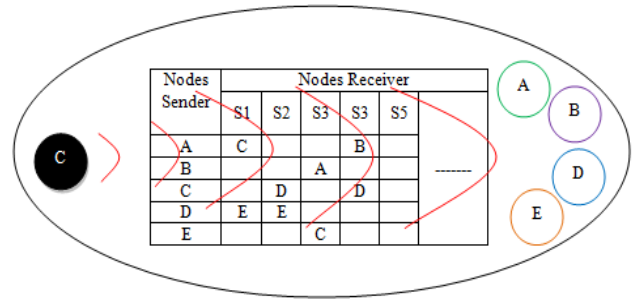 Nodes Sender Nodes Receiver
S1 S2 S3 S3 S5
A C B
B A -------
C D D
D E E
E C
C
A
B
D
E